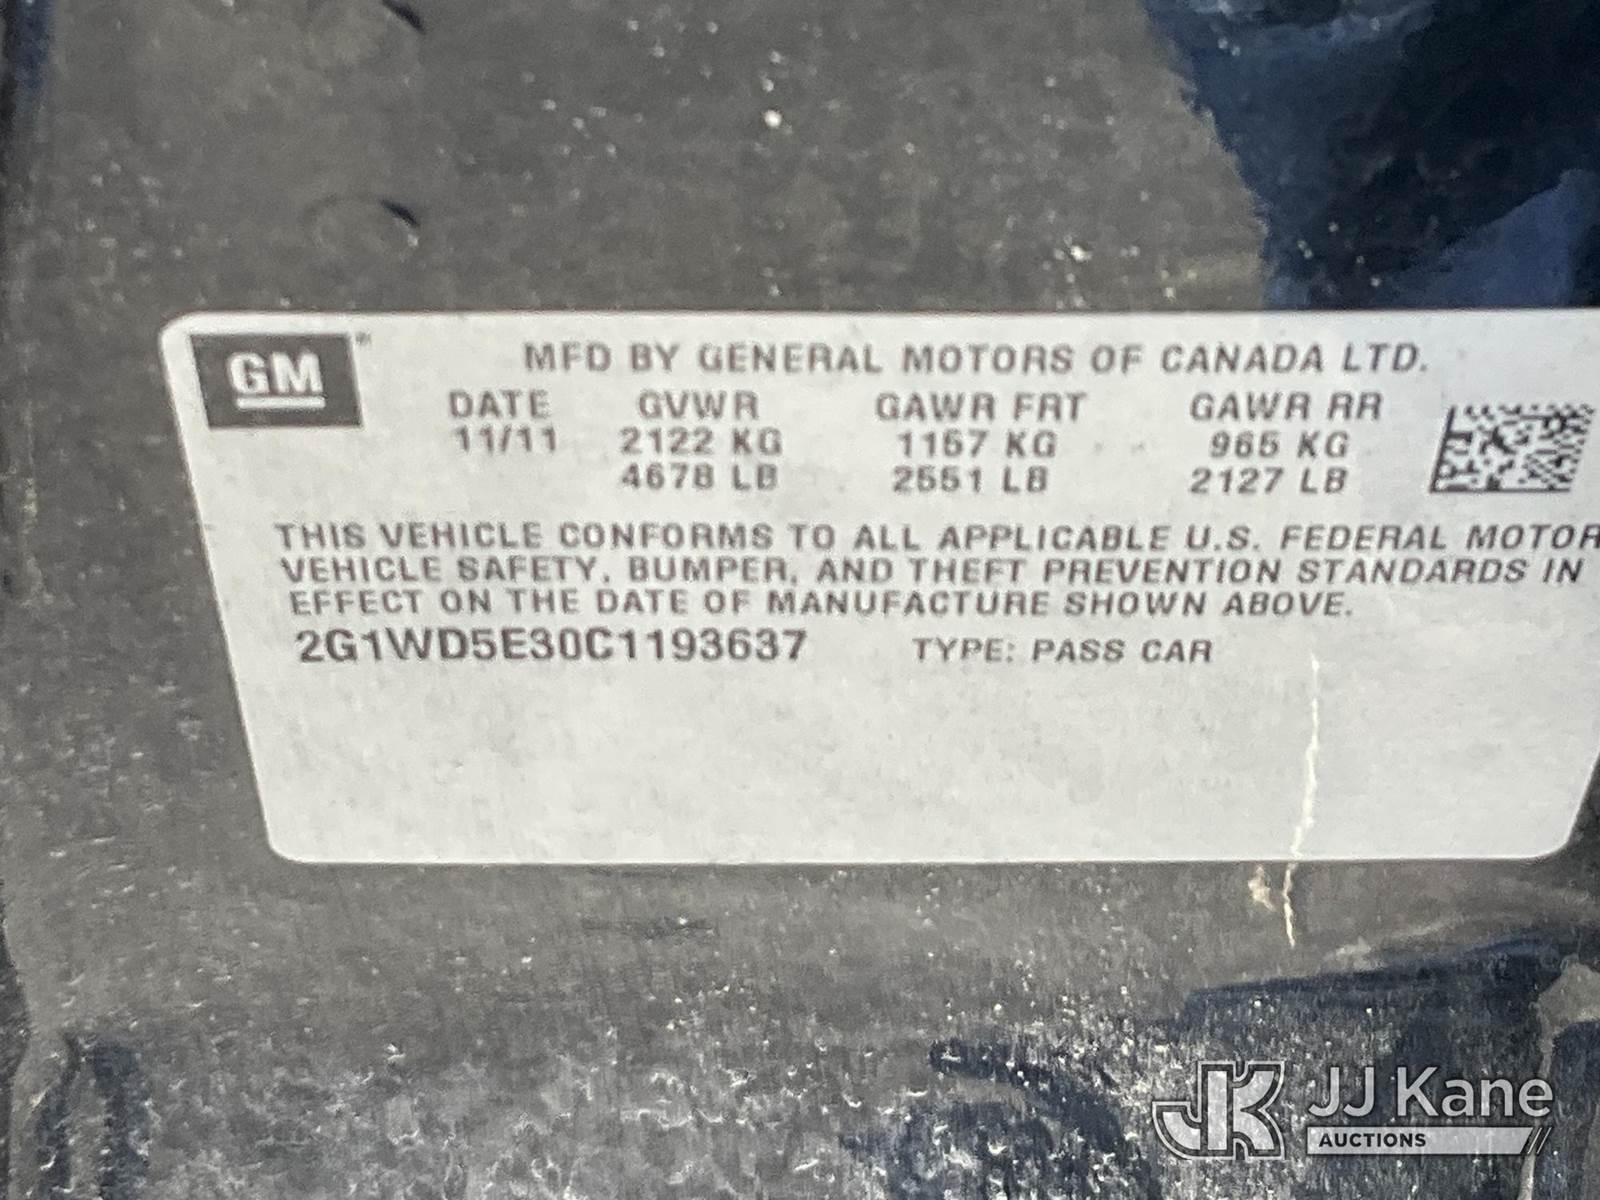 GM
MFD BY GENERAL MOTORS OF CANADA LTD.
DATE GVWR GAWR FRT GAWR RR
11/11 2122 KG 1157 KG 965 KG
4678 LB 2551 LB 2127 LB
THIS VEHICLE CONFORMS TO ALL APPLICABLE U.S. FEDERAL MOTOR
VEHICLE SAFETY, BUMPER, AND THEFT PREVENTION STANDARDS IN
EFFECT ON THE DATE OF MANUFACTURE SHOWN ABOVE.
2G1WD5E30C1193637 TYPE: PASS CAR
JK JJ Kane
AUCTIONS